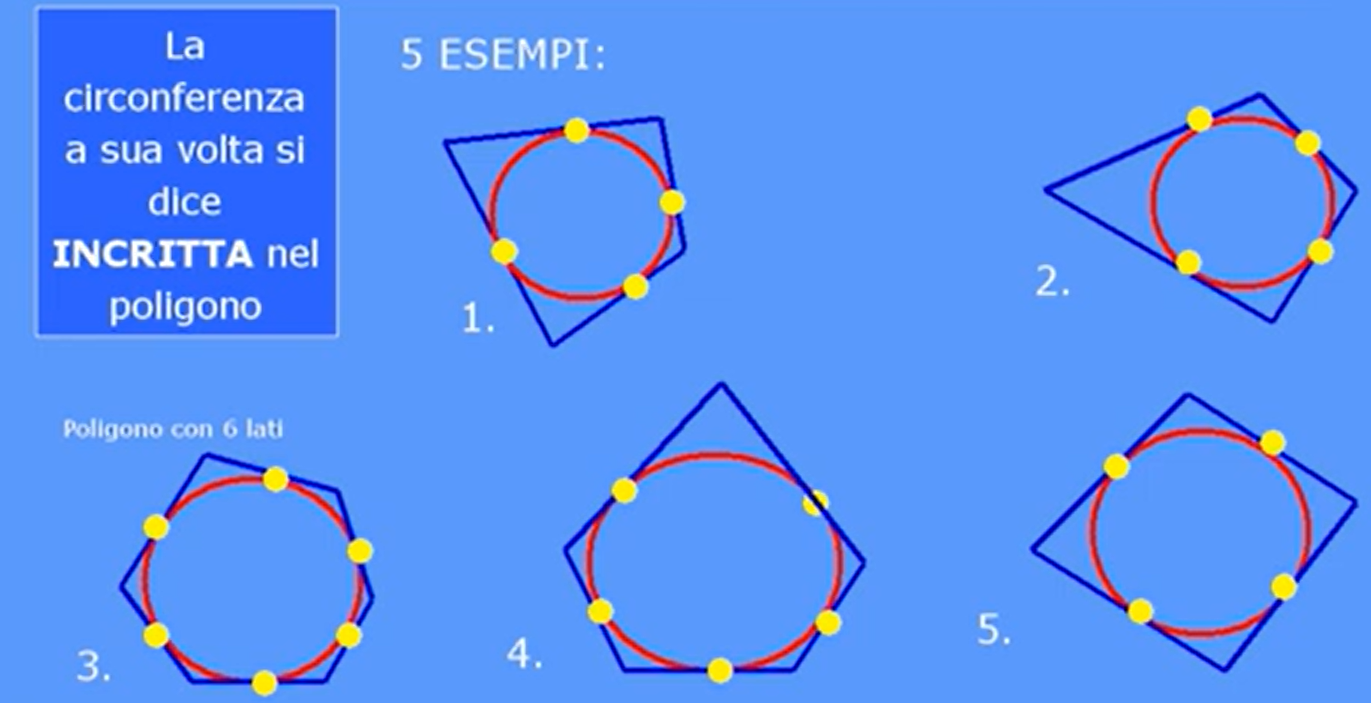 La
circonferenza
a sua volta si
dice
INCRITTA nel
poligono
5 ESEMPI:
1.
2.
Poligono con 6 lati
3.
4.
5.